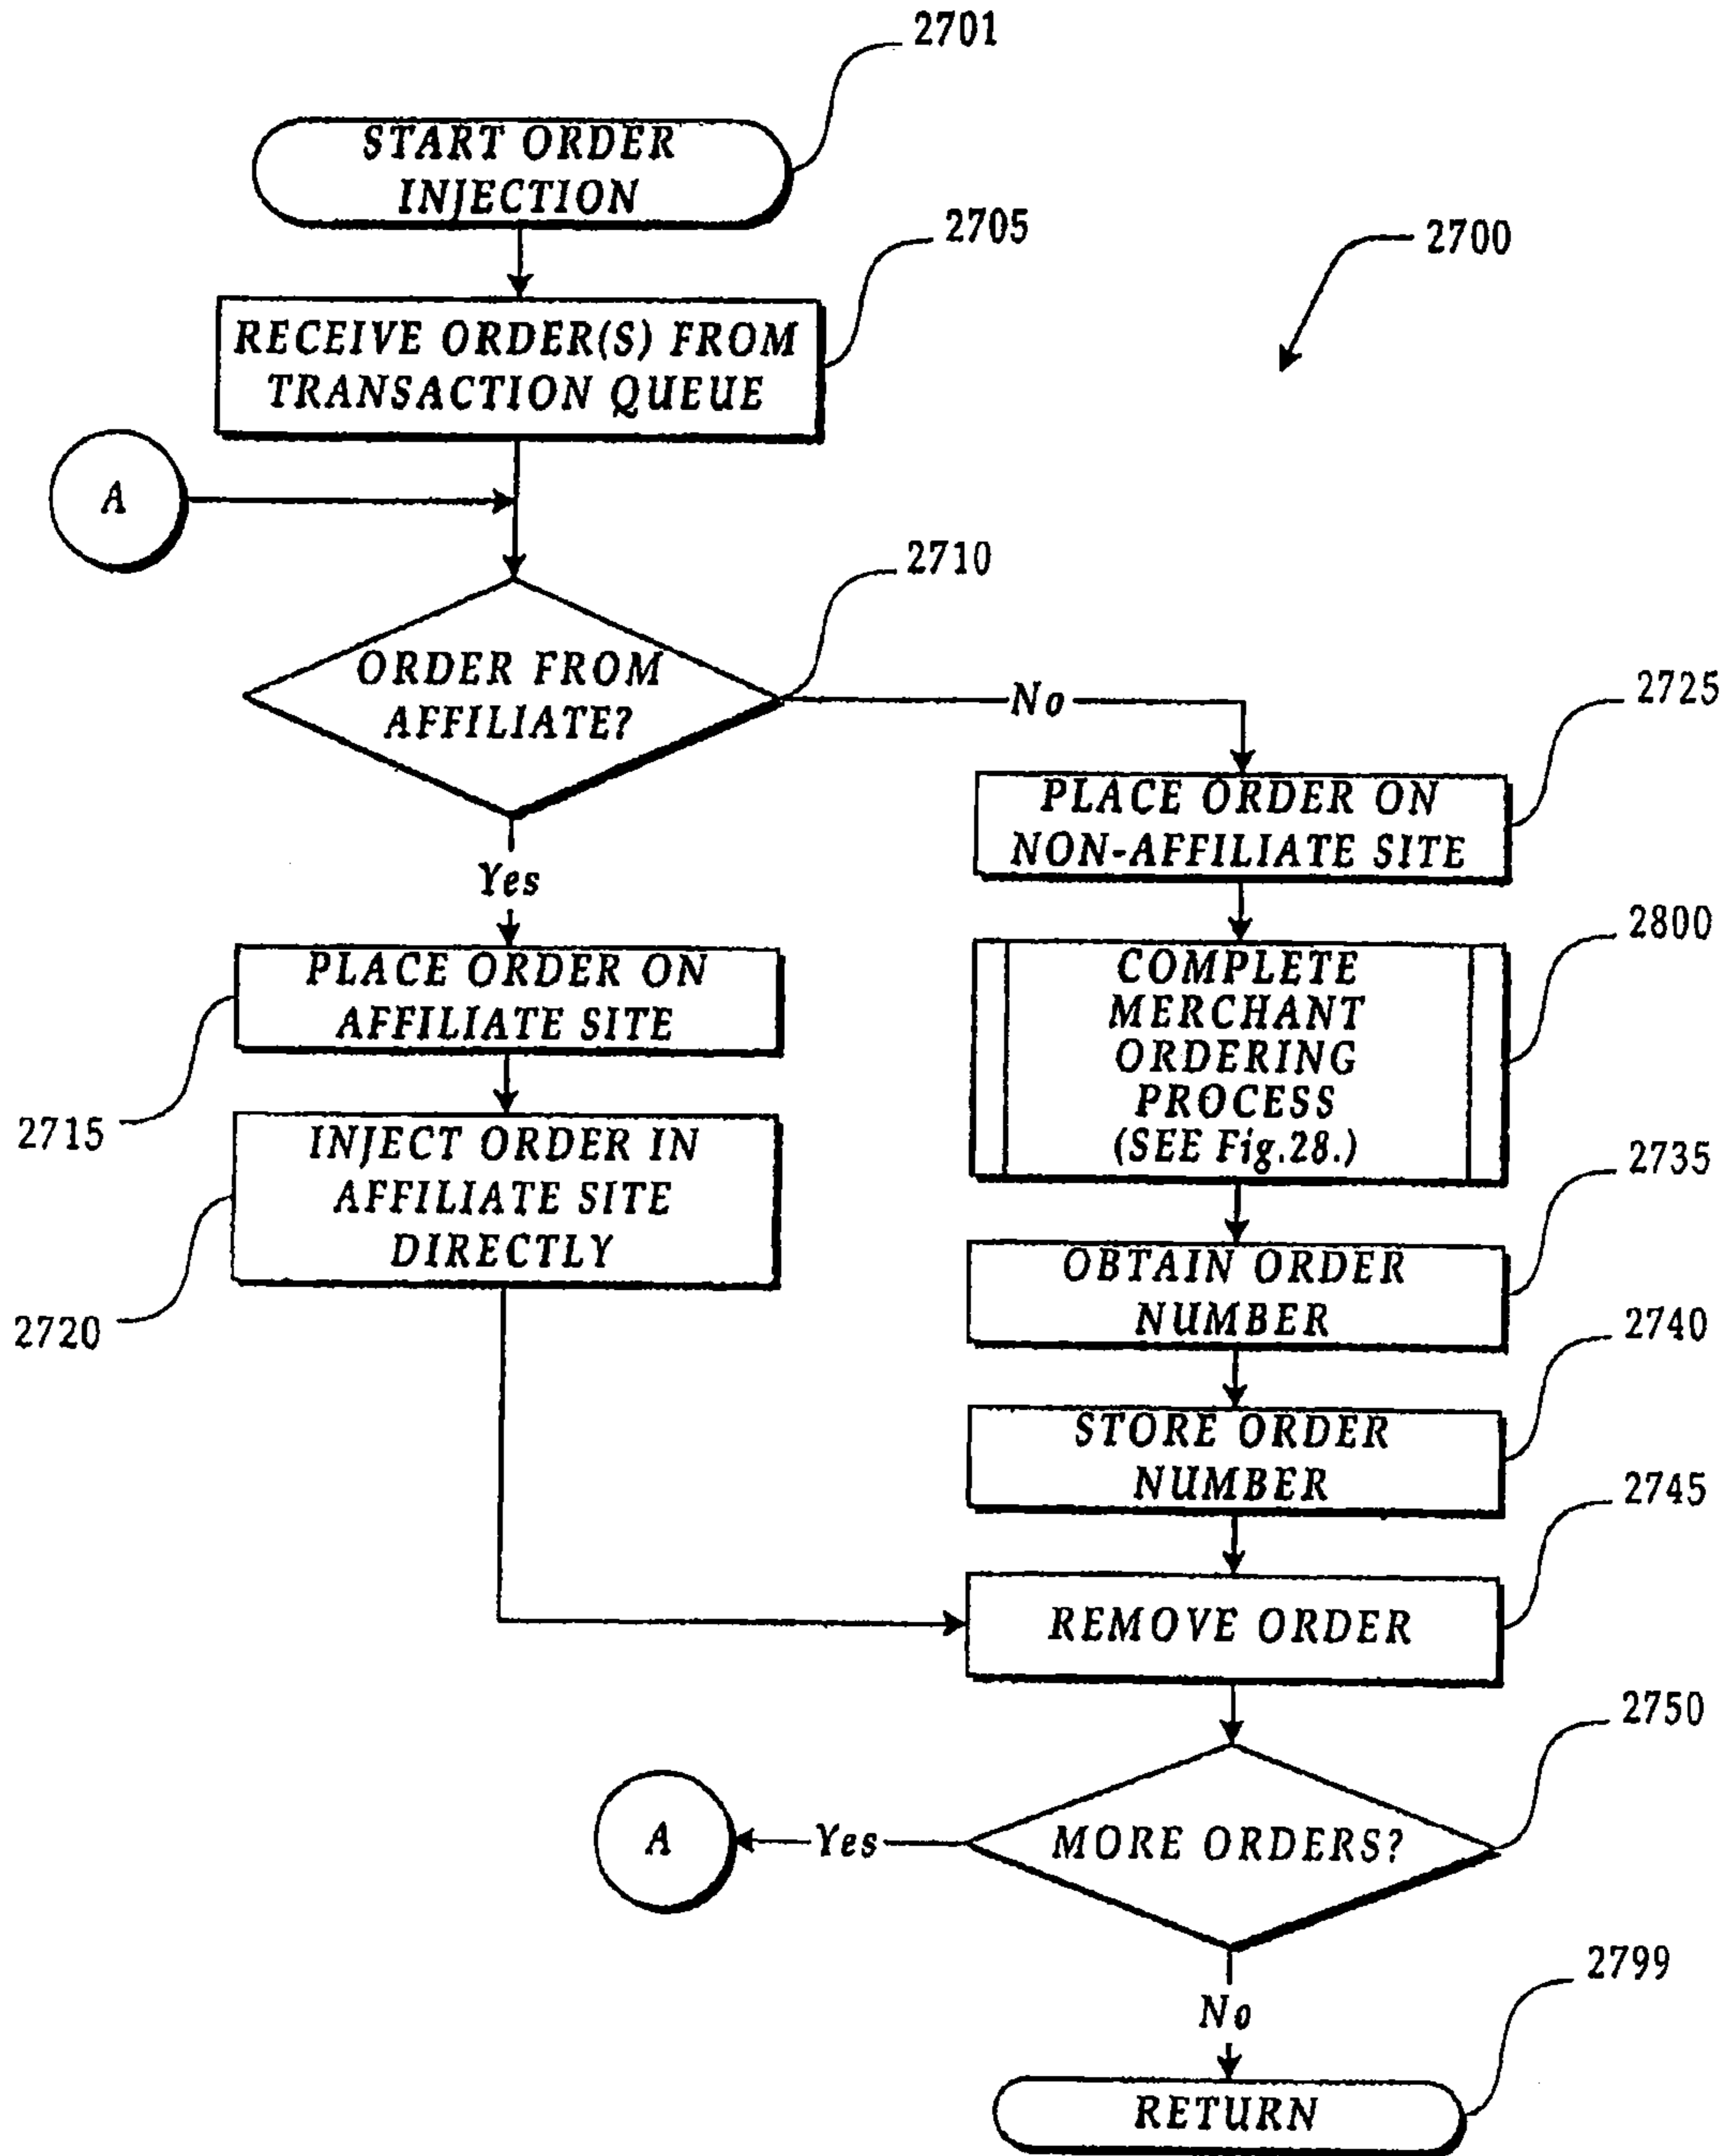 2701
START ORDER
INJECTION
2705
2700
RECEIVE ORDER(S) FROM
TRANSACTION QUEUE
A
2710
ORDER FROM
AFFILIATE?
No
2725
PLACE ORDER ON
NON-AFFILIATE SITE
Yes
2800
PLACE ORDER ON
AFFILIATE SITE
COMPLETE
MERCHANT
ORDERING
PROCESS
(SEE Fig.28.)
2715
INJECT ORDER IN
AFFILIATE SITE
DIRECTLY
2735
2720
OBTAIN ORDER
NUMBER
2740
STORE ORDER
NUMBER
2745
REMOVE ORDER
2750
A
Yes
MORE ORDERS?
2799
No
RETURN